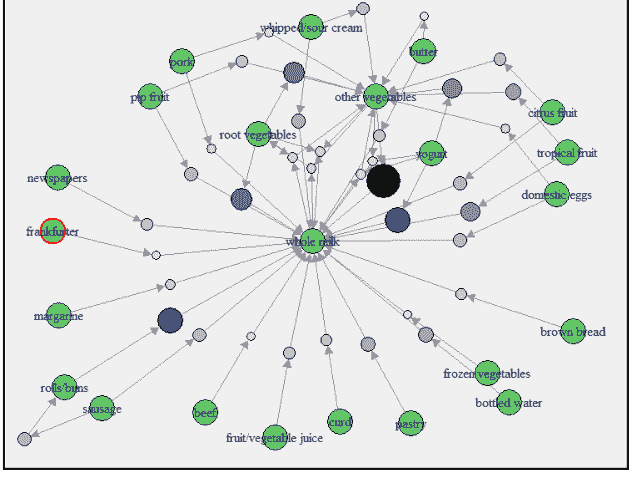 whipped/sour cream
butter
pork
pip fruit
other vegetables
citrus fruit
root vegetables
yogurt
tropical fruit
newspapers
domestic eggs
frankfurter
whole milk
margarine
brown bread
frozen vegetables
rolls/buns
sausage
beef
bottled water
fruit/vegetable juice
curd
pastry